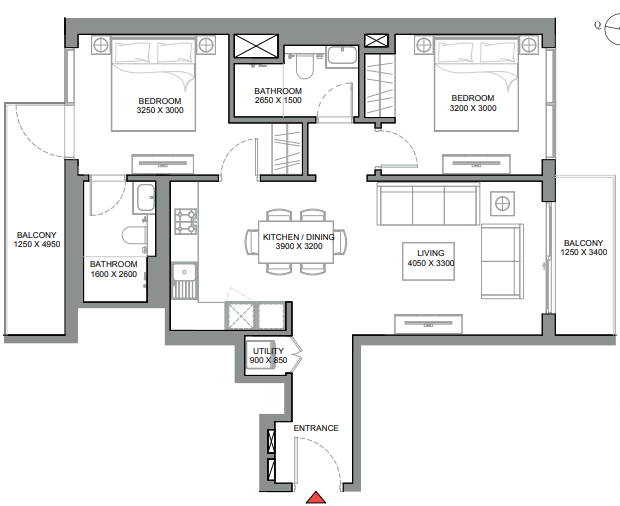 BATHROOM
2650 X 1500
BEDROOM
3250 X 3000
BEDROOM
3200 X 3000
BALCONY
1250 X 4950
KITCHEN / DINING
3900 X 3200
BATHROOM
1600 X 2600
LIVING
4050 X 3300
BALCONY
1250 X 3400
UTILITY
900 X 850
ENTRANCE